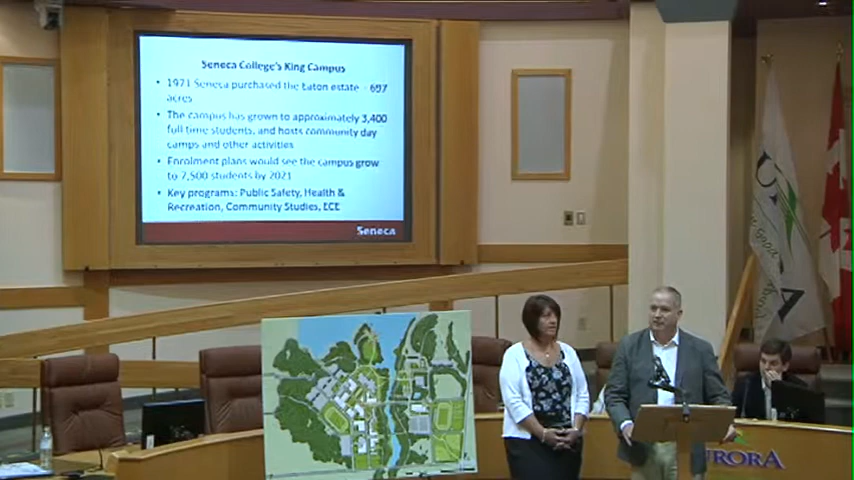 Seneca College's King Campus
• 1971 Seneca purchased the Eaton estate - 697
acres
• The campus has grown to approximately 3,400
full time students, and hosts community day
camps and other activities
• Enrolment plans would see the campus grow
to 7,500 students by 2021
• Key programs: Public Safety, Health &
Recreation, Community Studies, ECE
Seneca
URORA